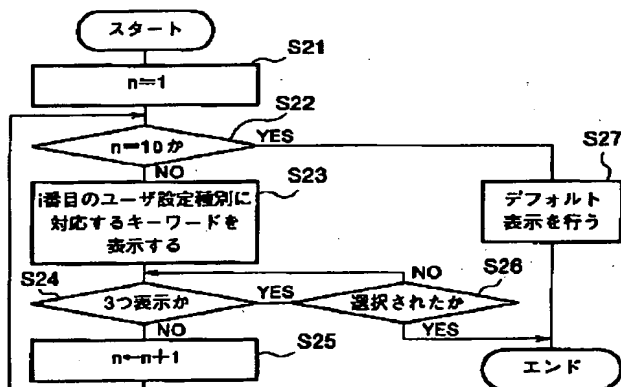 スタート
S21
n=1
S22
n=10か
YES
S27
NO
S23
i番目のユーザ設定種別に
対応するキーワードを
表示する
デフォルト
表示を行う
S24
NO
S26
3つ表示か
YES
選択されたか
NO
YES
S25
n←n+1
エンド